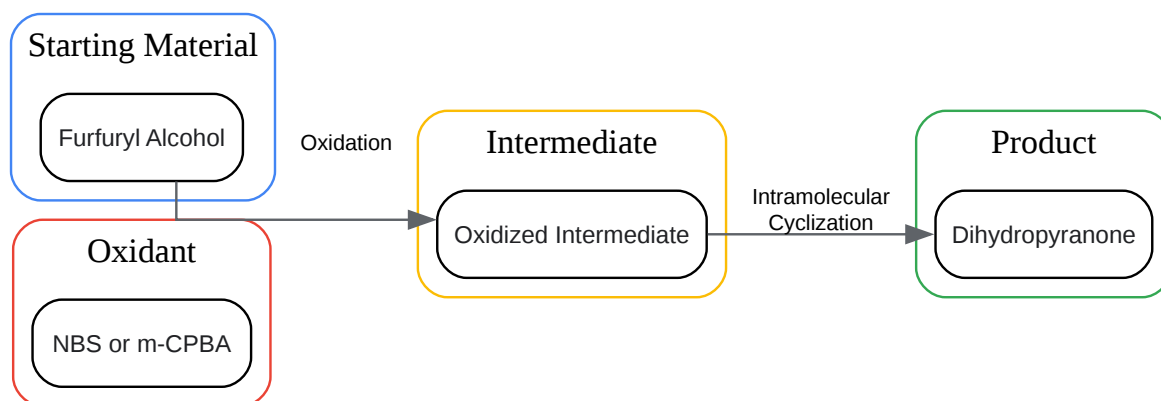 Starting Material
Furfuryl Alcohol
Oxidation
Oxidant
NBS or m-CPBA
Intermediate
Oxidized Intermediate
Intramolecular
Cyclization
Product
Dihydropyranone